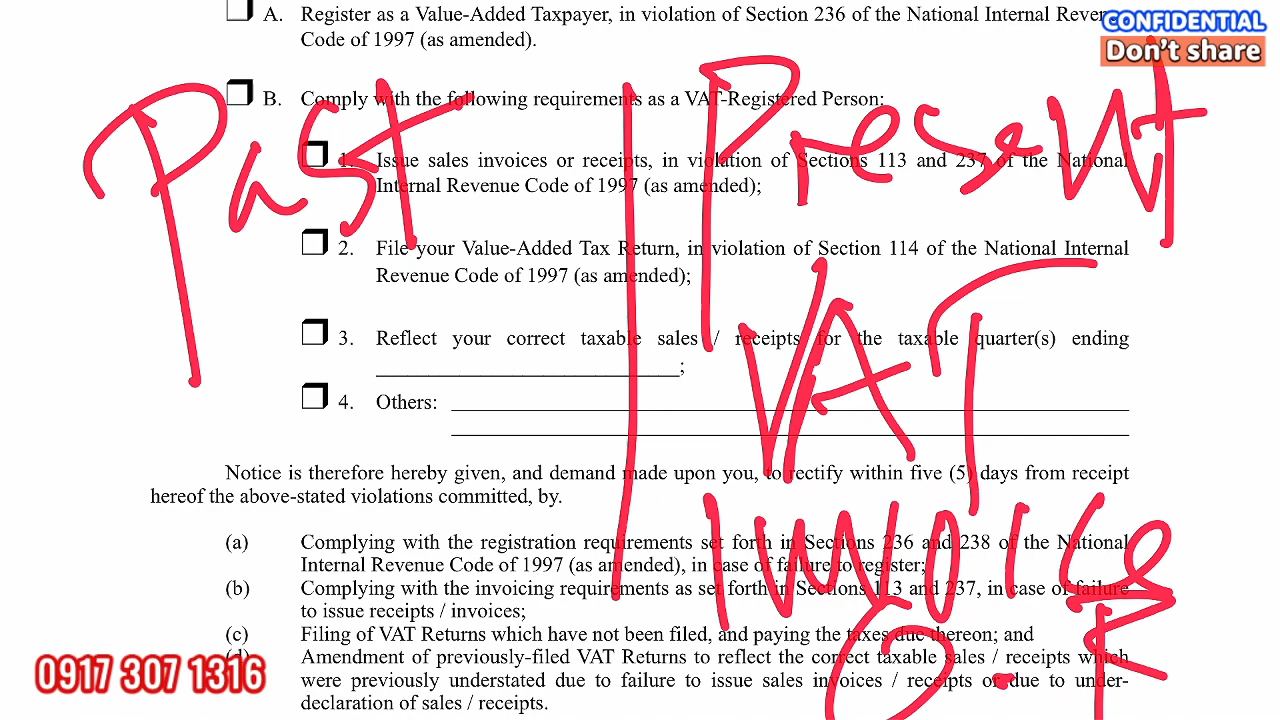 A. Register as a Value-Added Taxpayer, in violation of Section 236 of the National Internal Revenue
Code of 1997 (as amended).
CONFIDENTIAL
Don't share
B. Comply with the following requirements as a VAT-Registered Person:
Past
Present
1. Issue sales invoices or receipts, in violation of Sections 113 and 237 of the National
Internal Revenue Code of 1997 (as amended);
2. File your Value-Added Tax Return, in violation of Section 114 of the National Internal
Revenue Code of 1997 (as amended);
VAT
3. Reflect your correct taxable sales / receipts for the taxable quarter(s) ending
;
4. Others:
Notice is therefore hereby given, and demand made upon you, to rectify within five (5) days from receipt
hereof the above-stated violations committed, by.
Invoice
(a) Complying with the registration requirements set forth in Sections 236 and 238 of the National
Internal Revenue Code of 1997 (as amended), in case of failure to register;
(b) Complying with the invoicing requirements as set forth in Sections 113 and 237, in case of failure
to issue receipts / invoices;
(c) Filing of VAT Returns which have not been filed, and paying the taxes due thereon; and
(d) Amendment of previously-filed VAT Returns to reflect the correct taxable sales / receipts which
were previously understated due to failure to issue sales invoices / receipts or due to under-
declaration of sales / receipts.
0917 307 1316